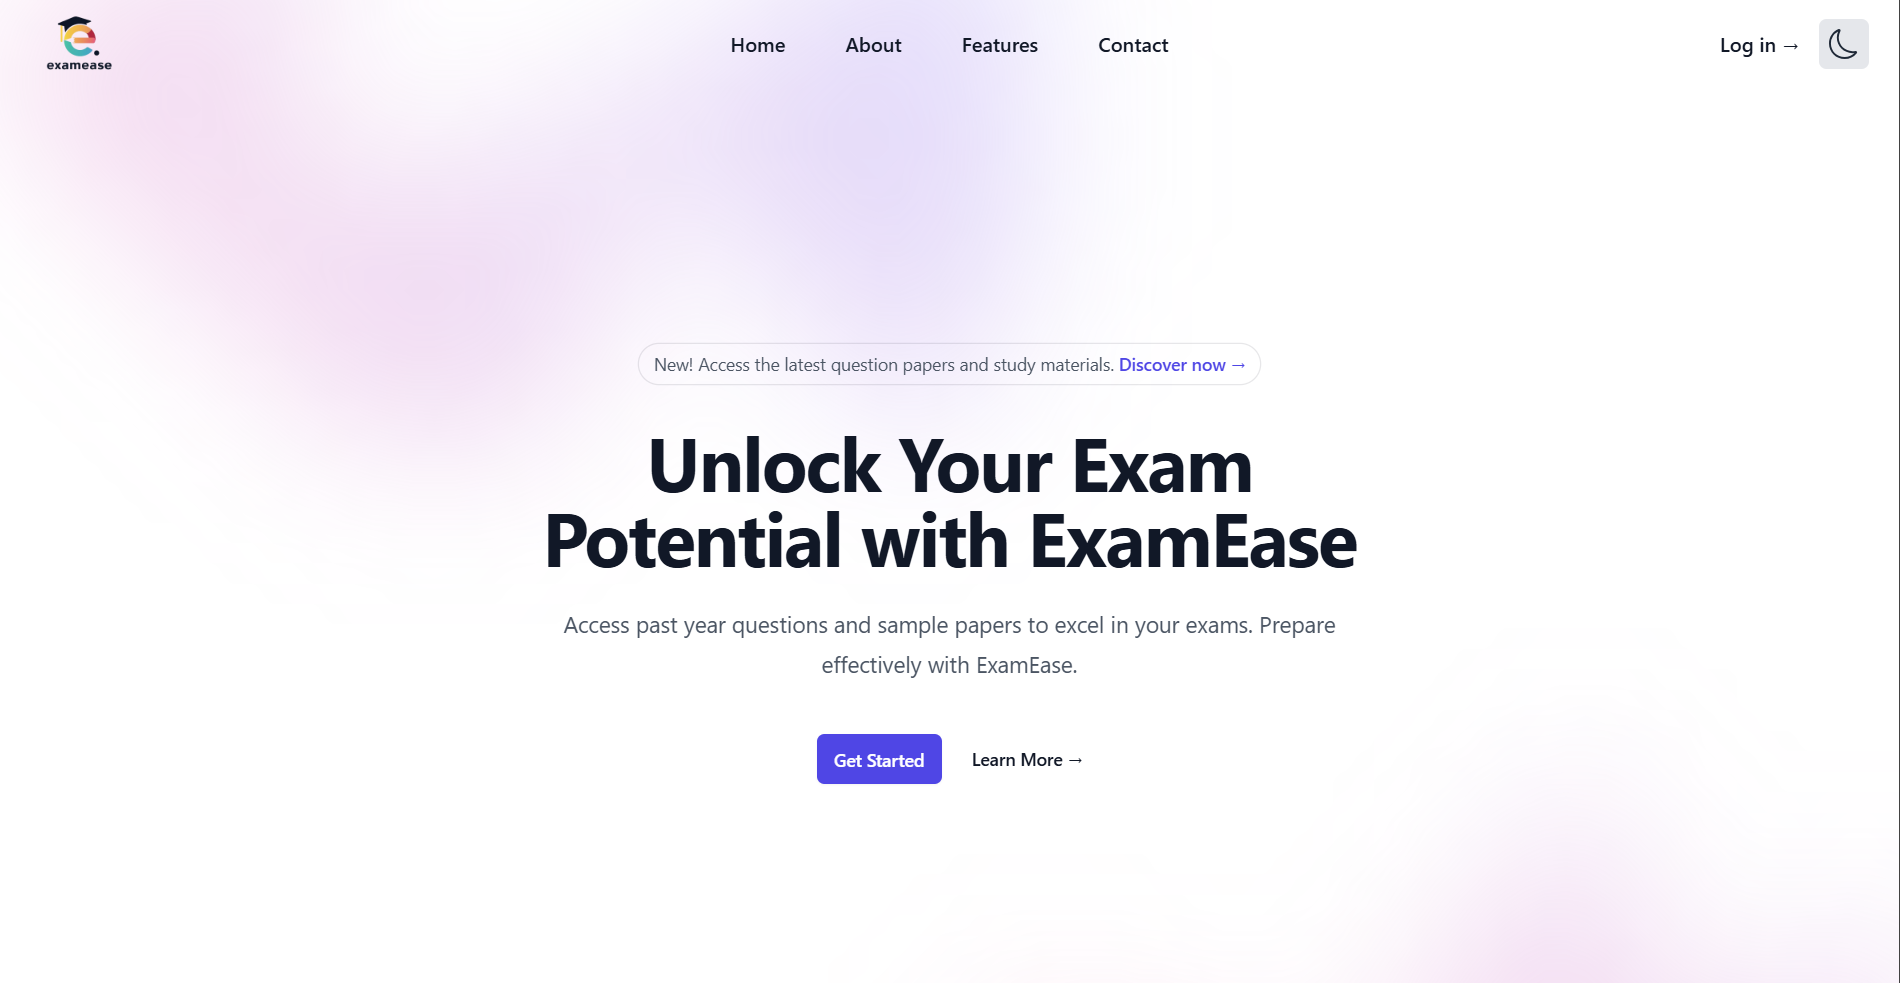 examease
Home
About
Features
Contact
Log in →
New! Access the latest question papers and study materials. Discover now →
Unlock Your Exam
Potential with ExamEase
Access past year questions and sample papers to excel in your exams. Prepare
effectively with ExamEase.
Get Started
Learn More →